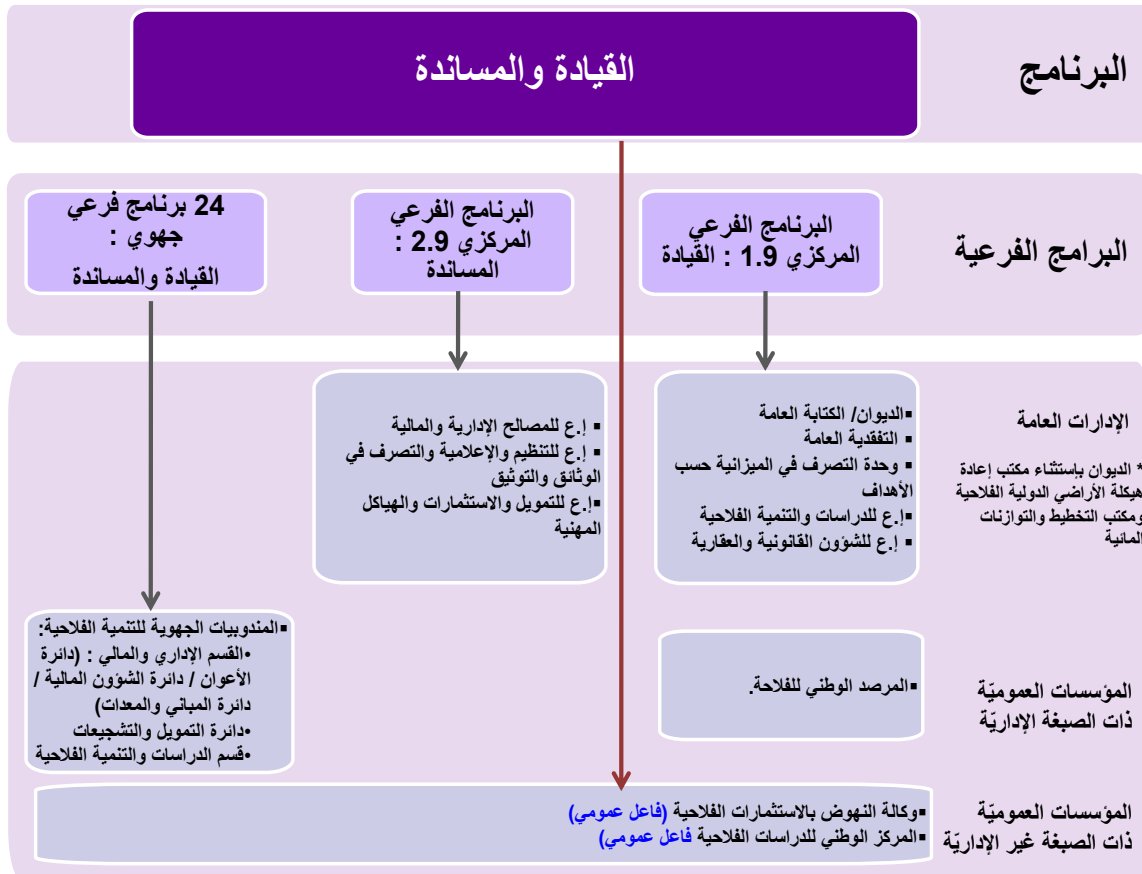 البرنامج
القيادة والمساندة
البرامج الفرعية
البرنامج الفرعي
المركزي 1.9 : القيادة
البرنامج الفرعي
المركزي 2.9 :
المساندة
24 برنامج فرعي
جهوي :
القيادة والمساندة
الإدارات العامة
* الديوان بإستثناء مكتب إعادة
هيكلة الأراضي الدولية الفلاحية
ومكتب التخطيط والتوازنات
المائية
▪الديوان/ الكتابة العامة
▪ التفقدية العامة
▪ وحدة التصرف في الميزانية حسب
الأهداف
▪إ.ع للدراسات والتنمية الفلاحية
▪ إ.ع للشؤون القانونية والعقارية
▪ إ.ع للمصالح الإدارية والمالية
▪ إ.ع للتنظيم والإعلامية والتصرف في
الوثائق والتوثيق
▪إ.ع للتمويل والاستثمارات والهياكل
المهنية
▪المندوبيات الجهوية للتنمية الفلاحية:
•القسم الإداري والمالي : (دائرة
الأعوان / دائرة الشؤون المالية /
دائرة المباني والمعدات)
•دائرة التمويل والتشجيعات
•قسم الدراسات والتنمية الفلاحية
المؤسسات العموميّة
ذات الصبغة الإداريّة
▪المرصد الوطني للفلاحة.
المؤسسات العموميّة
ذات الصبغة غير الإداريّة
▪وكالة النهوض بالاستثمارات الفلاحية (فاعل عمومي)
▪المركز الوطني للدراسات الفلاحية فاعل عمومي)